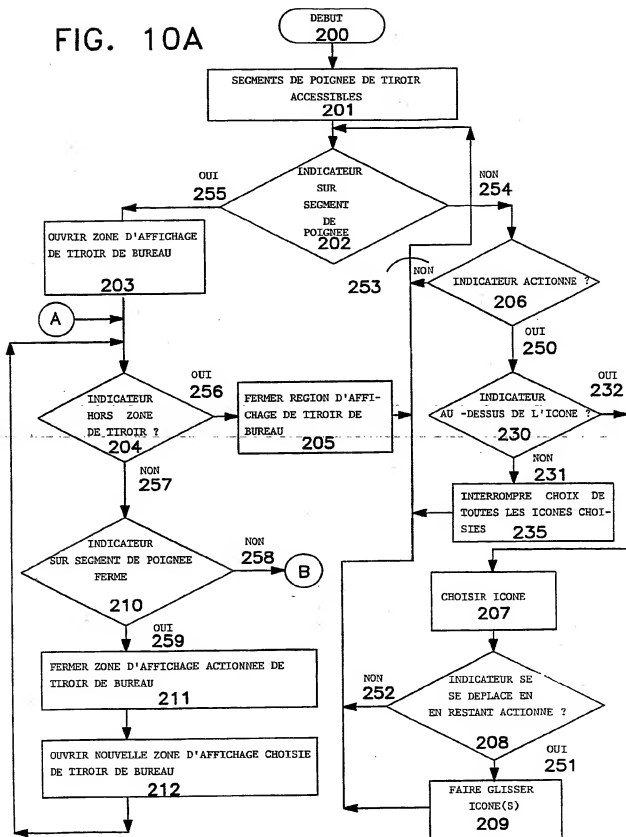 FIG. 10A
DEBUT
200
SEGMENTS DE POIGNEE DE TIROIR
ACCESSIBLES
201
OUI
255
INDICATEUR
SUR
SEGMENT
DE
POIGNEE
202
NON
254
OUVRIR ZONE D'AFFICHAGE
DE TIROIR DE BUREAU
203
253
NON
INDICATEUR ACTIONNE ?
206
A
OUI
250
INDICATEUR
HORS ZONE
DE TIROIR ?
204
OUI
256
FERMER REGION D'AFFI-
CHAGE DE TIROIR DE
BUREAU
205
INDICATEUR
AU -DESSUS DE L'ICONE ?
230
OUI
232
NON
257
NON
231
INTERROMPRE CHOIX DE
TOUTES LES ICONES CHOI-
SIES
235
INDICATEUR
SUR SEGMENT DE POIGNEE
FERME
210
NON
258
B
CHOISIR ICONE
207
OUI
259
FERMER ZONE D'AFFICHAGE ACTIONNEE DE
TIROIR DE BUREAU
211
NON
252
INDICATEUR SE
SE DEPLACE EN
EN RESTANT ACTIONNE ?
208
OUI
251
OUVRIR NOUVELLE ZONE D'AFFICHAGE CHOISIE
DE TIROIR DE BUREAU
212
FAIRE GLISSER
ICONE(S)
209